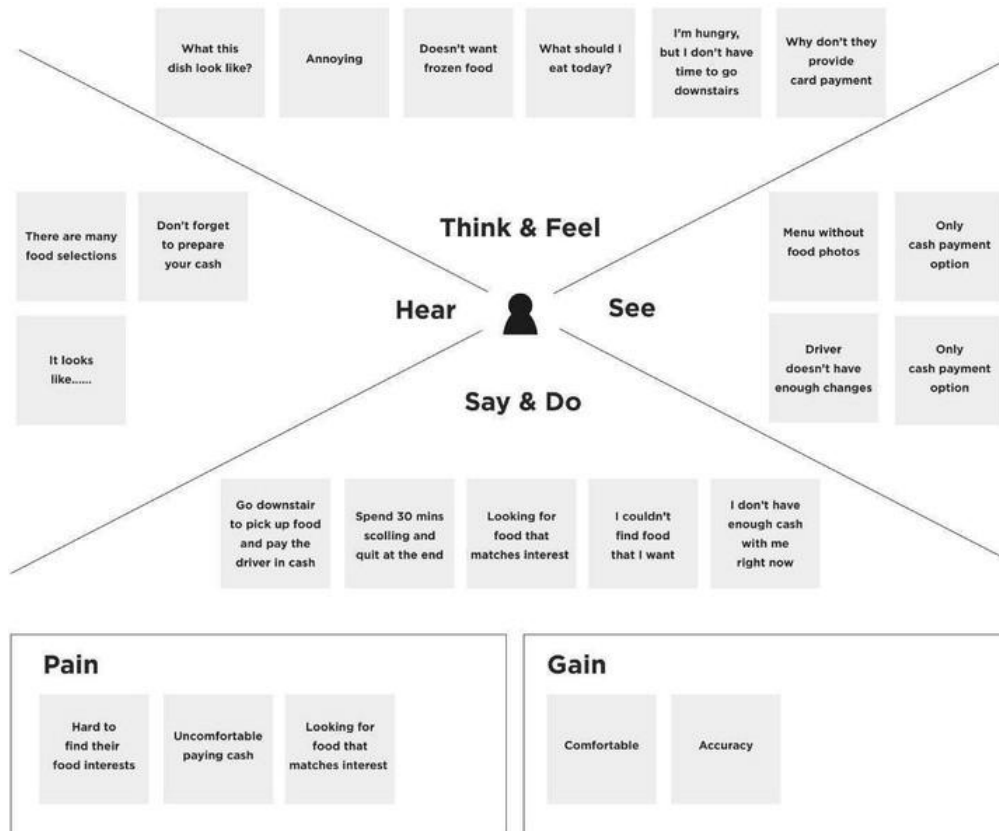 What this
dish look like?
Annoying
Doesn't want
frozen food
What should I
eat today?
I'm hungry,
but I don't have
time to go
downstairs
Why don't they
provide
card payment
Think & Feel
There are many
food selections
Don't forget
to prepare
your cash
It looks
like......
Hear
See
Menu without
food photos
Only
cash payment
option
Driver
doesn't have
enough changes
Only
cash payment
option
Say & Do
Go downstair
to pick up food
and pay the
driver in cash
Spend 30 mins
scolling and
quit at the end
Looking for
food that
matches interest
I couldn't
find food
that I want
I don't have
enough cash
with me
right now
Pain
Hard to
find their
food interests
Uncomfortable
paying cash
Looking for
food that
matches interest
Gain
Comfortable
Accuracy